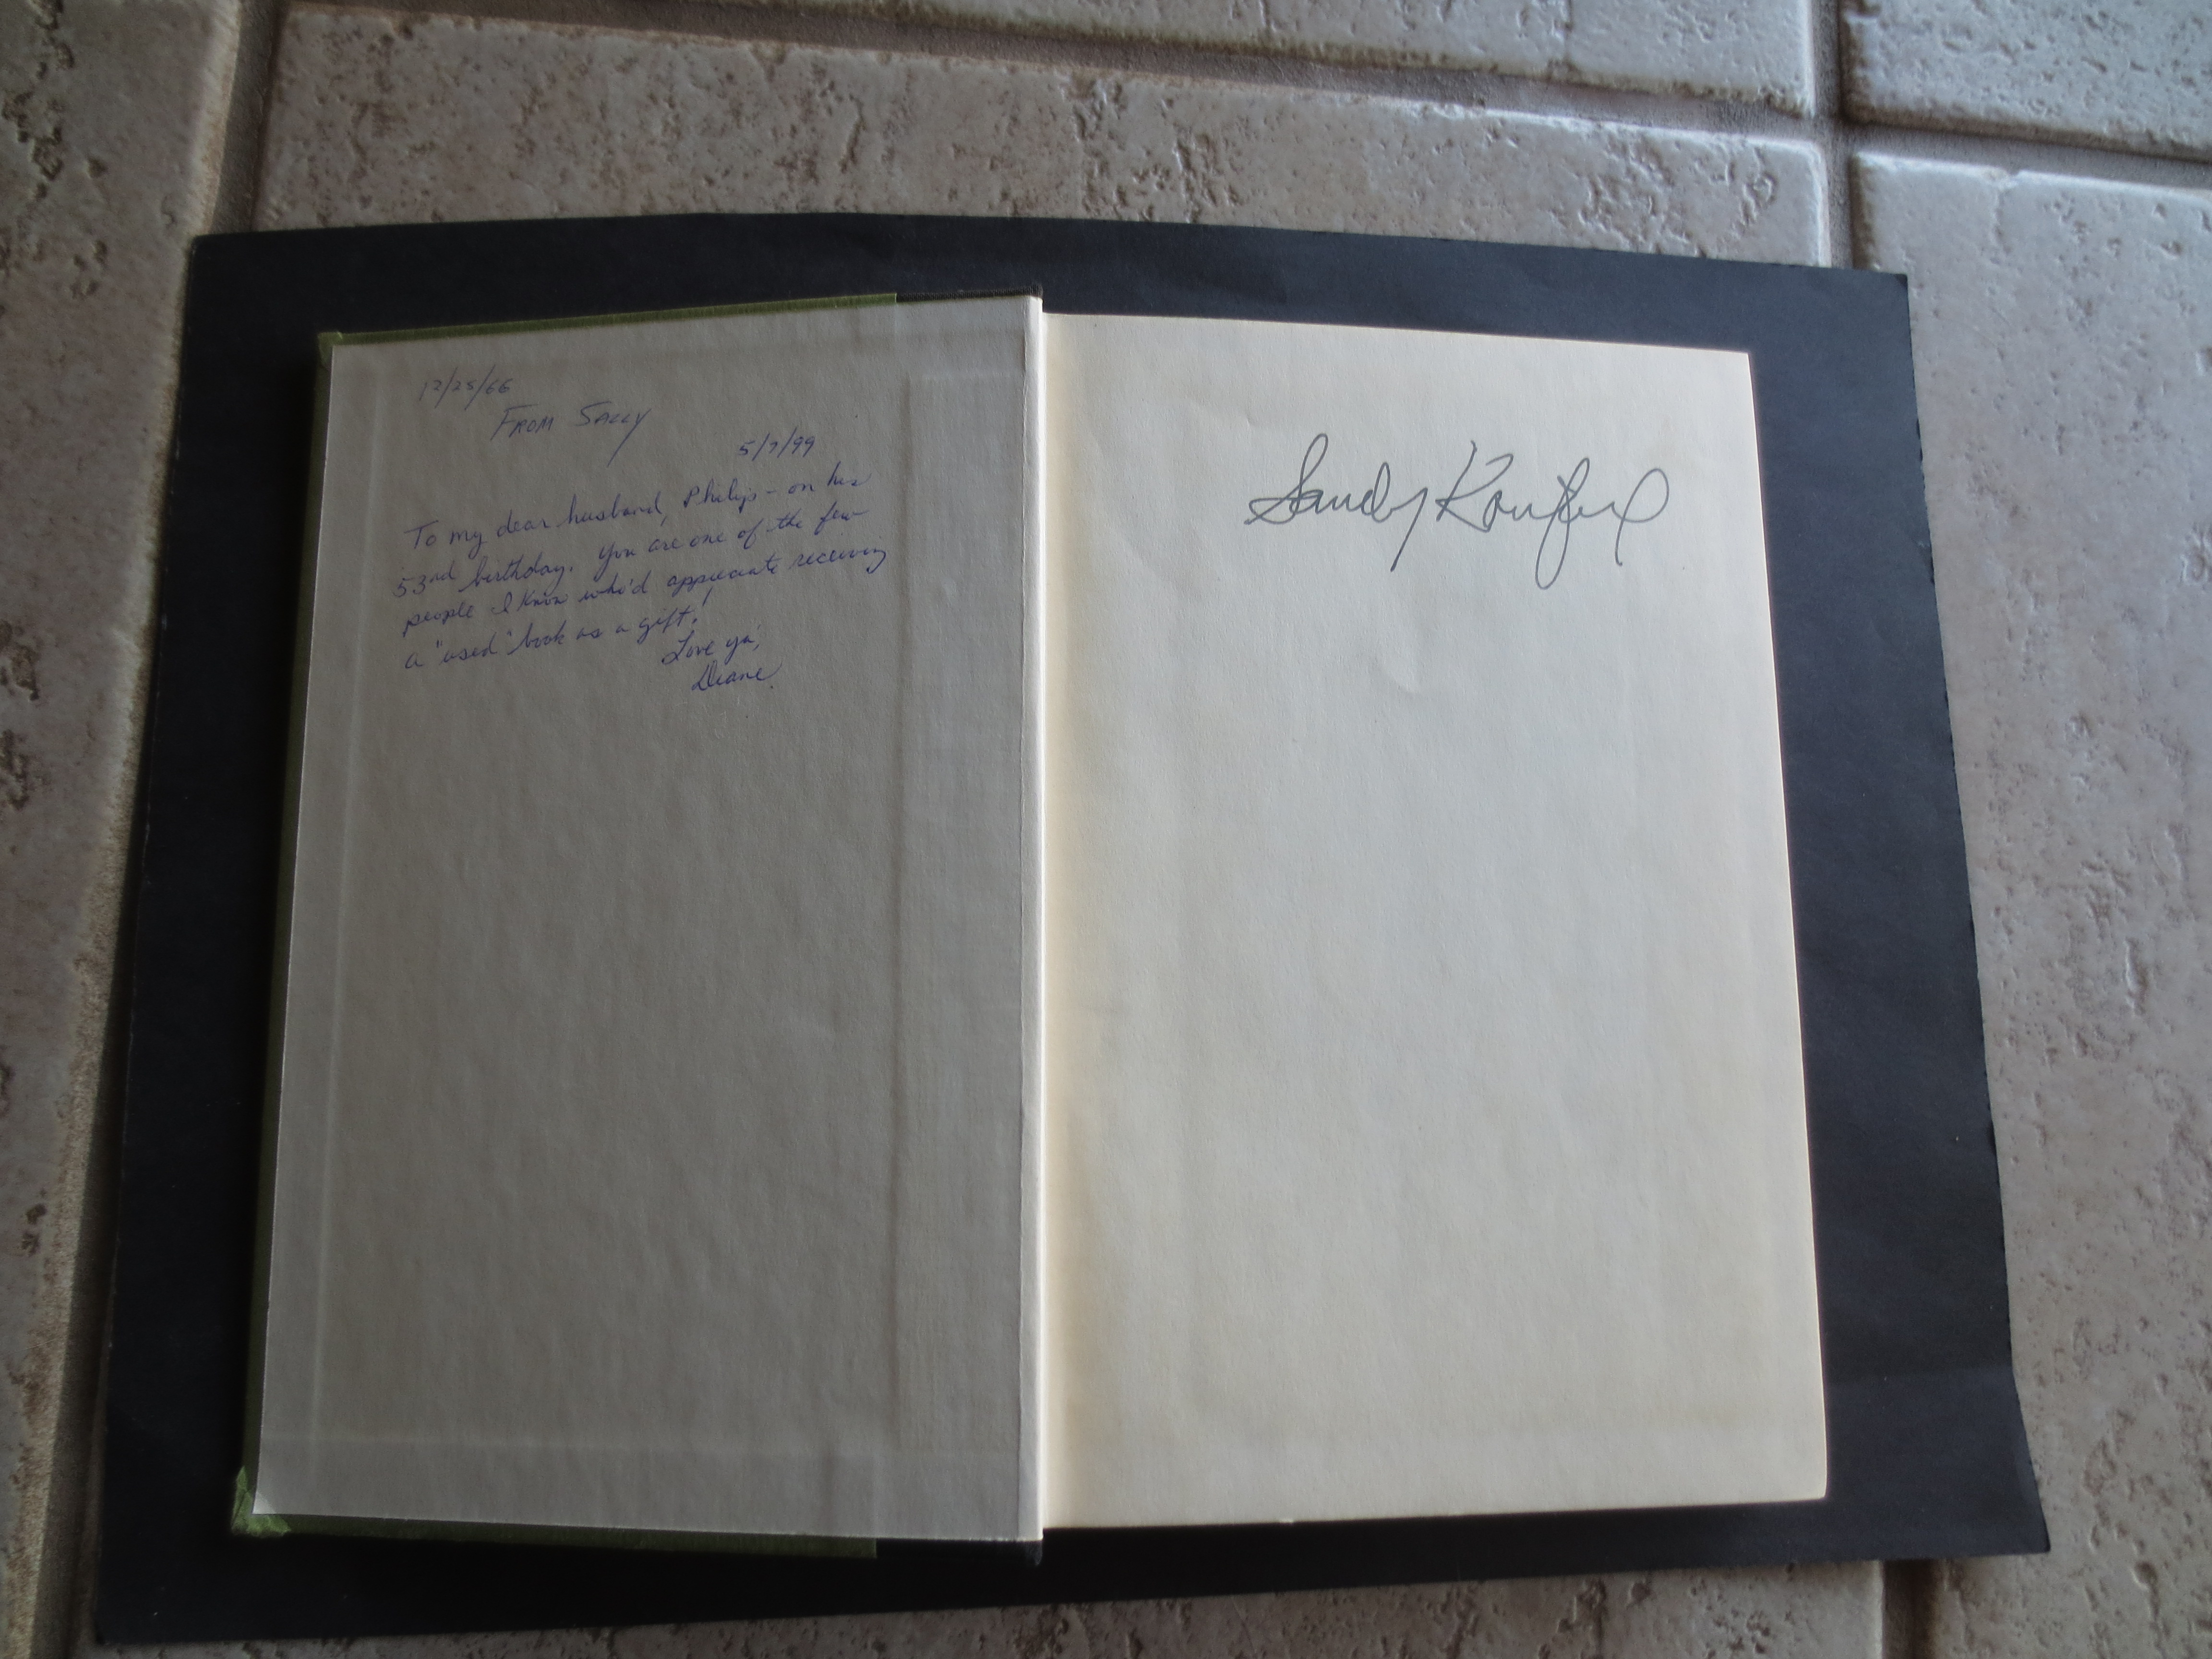 12/25/66
FROM SALLY
5/7/99
To my dear husband, Philip - on his
53rd birthday. You are one of the few
people I know who'd appreciate receiving
a "used" book as a gift!
Love ya',
Diane.
Sandy Koufax